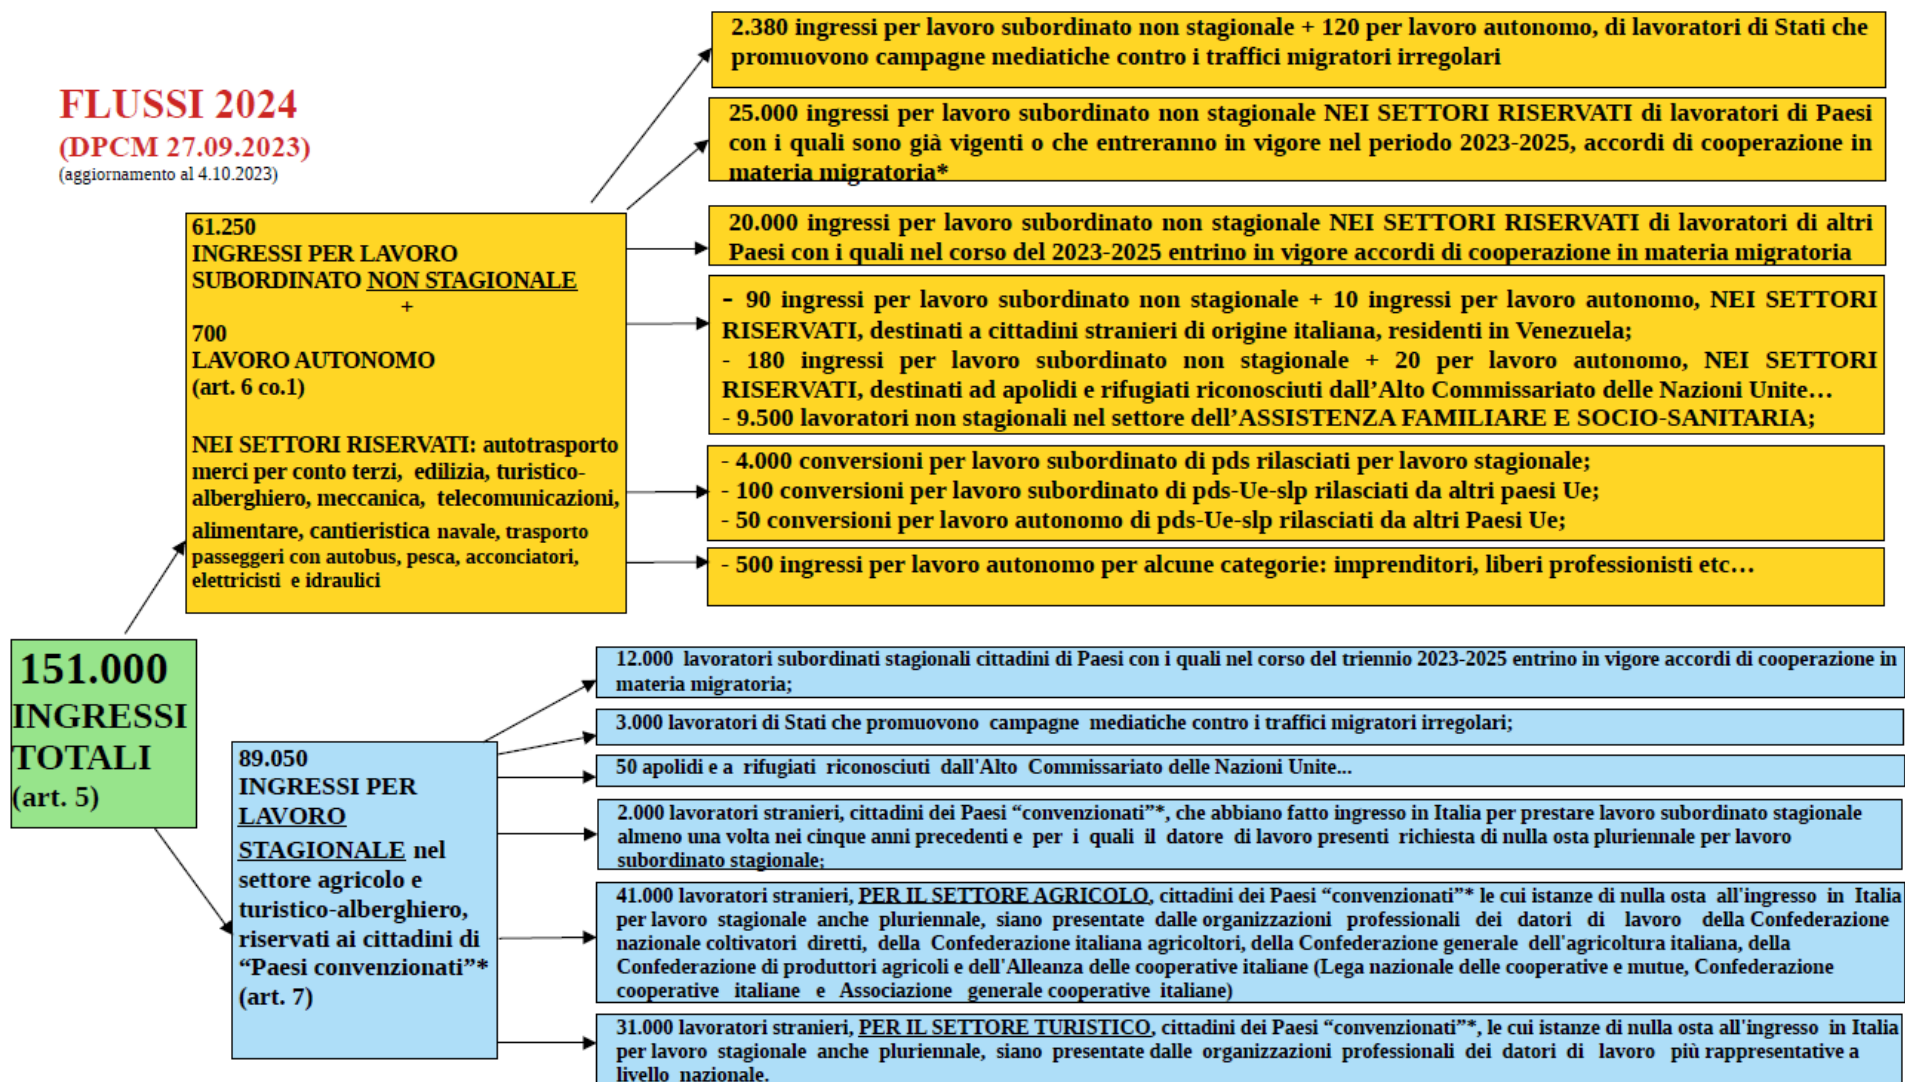 FLUSSI 2024
(DPCM 27.09.2023)
(aggiornamento al 4.10.2023)
2.380 ingressi per lavoro subordinato non stagionale + 120 per lavoro autonomo, di lavoratori di Stati che
promuovono campagne mediatiche contro i traffici migratori irregolari
25.000 ingressi per lavoro subordinato non stagionale NEI SETTORI RISERVATI di lavoratori di Paesi
con i quali sono già vigenti o che entreranno in vigore nel periodo 2023-2025, accordi di cooperazione in
materia migratoria*
20.000 ingressi per lavoro subordinato non stagionale NEI SETTORI RISERVATI di lavoratori di altri
Paesi con i quali nel corso del 2023-2025 entrino in vigore accordi di cooperazione in materia migratoria
61.250
INGRESSI PER LAVORO
SUBORDINATO NON STAGIONALE
+
700
LAVORO AUTONOMO
(art. 6 co.1)
NEI SETTORI RISERVATI: autotrasporto
merci per conto terzi, edilizia, turistico-
alberghiero, meccanica, telecomunicazioni,
alimentare, cantieristica navale, trasporto
passeggeri con autobus, pesca, acconciatori,
elettricisti e idraulici
- 90 ingressi per lavoro subordinato non stagionale + 10 ingressi per lavoro autonomo, NEI SETTORI
RISERVATI, destinati a cittadini stranieri di origine italiana, residenti in Venezuela;
- 180 ingressi per lavoro subordinato non stagionale + 20 per lavoro autonomo, NEI SETTORI
RISERVATI, destinati ad apolidi e rifugiati riconosciuti dall’Alto Commissariato delle Nazioni Unite…
- 9.500 lavoratori non stagionali nel settore dell’ASSISTENZA FAMILIARE E SOCIO-SANITARIA;
- 4.000 conversioni per lavoro subordinato di pds rilasciati per lavoro stagionale;
- 100 conversioni per lavoro subordinato di pds-Ue-slp rilasciati da altri paesi Ue;
- 50 conversioni per lavoro autonomo di pds-Ue-slp rilasciati da altri Paesi Ue;
- 500 ingressi per lavoro autonomo per alcune categorie: imprenditori, liberi professionisti etc…
151.000
INGRESSI
TOTALI
(art. 5)
89.050
INGRESSI PER
LAVORO
STAGIONALE nel
settore agricolo e
turistico-alberghiero,
riservati ai cittadini di
“Paesi convenzionati”*
(art. 7)
12.000 lavoratori subordinati stagionali cittadini di Paesi con i quali nel corso del triennio 2023-2025 entrino in vigore accordi di cooperazione in
materia migratoria;
3.000 lavoratori di Stati che promuovono campagne mediatiche contro i traffici migratori irregolari;
50 apolidi e a rifugiati riconosciuti dall'Alto Commissariato delle Nazioni Unite...
2.000 lavoratori stranieri, cittadini dei Paesi “convenzionati”*, che abbiano fatto ingresso in Italia per prestare lavoro subordinato stagionale
almeno una volta nei cinque anni precedenti e per i quali il datore di lavoro presenti richiesta di nulla osta pluriennale per lavoro
subordinato stagionale;
41.000 lavoratori stranieri, PER IL SETTORE AGRICOLO, cittadini dei Paesi “convenzionati”* le cui istanze di nulla osta all'ingresso in Italia
per lavoro stagionale anche pluriennale, siano presentate dalle organizzazioni professionali dei datori di lavoro della Confederazione
nazionale coltivatori diretti, della Confederazione italiana agricoltori, della Confederazione generale dell'agricoltura italiana, della
Confederazione di produttori agricoli e dell'Alleanza delle cooperative italiane (Lega nazionale delle cooperative e mutue, Confederazione
cooperative italiane e Associazione generale cooperative italiane)
31.000 lavoratori stranieri, PER IL SETTORE TURISTICO, cittadini dei Paesi “convenzionati”*, le cui istanze di nulla osta all'ingresso in Italia
per lavoro stagionale anche pluriennale, siano presentate dalle organizzazioni professionali dei datori di lavoro più rappresentative a
livello nazionale.